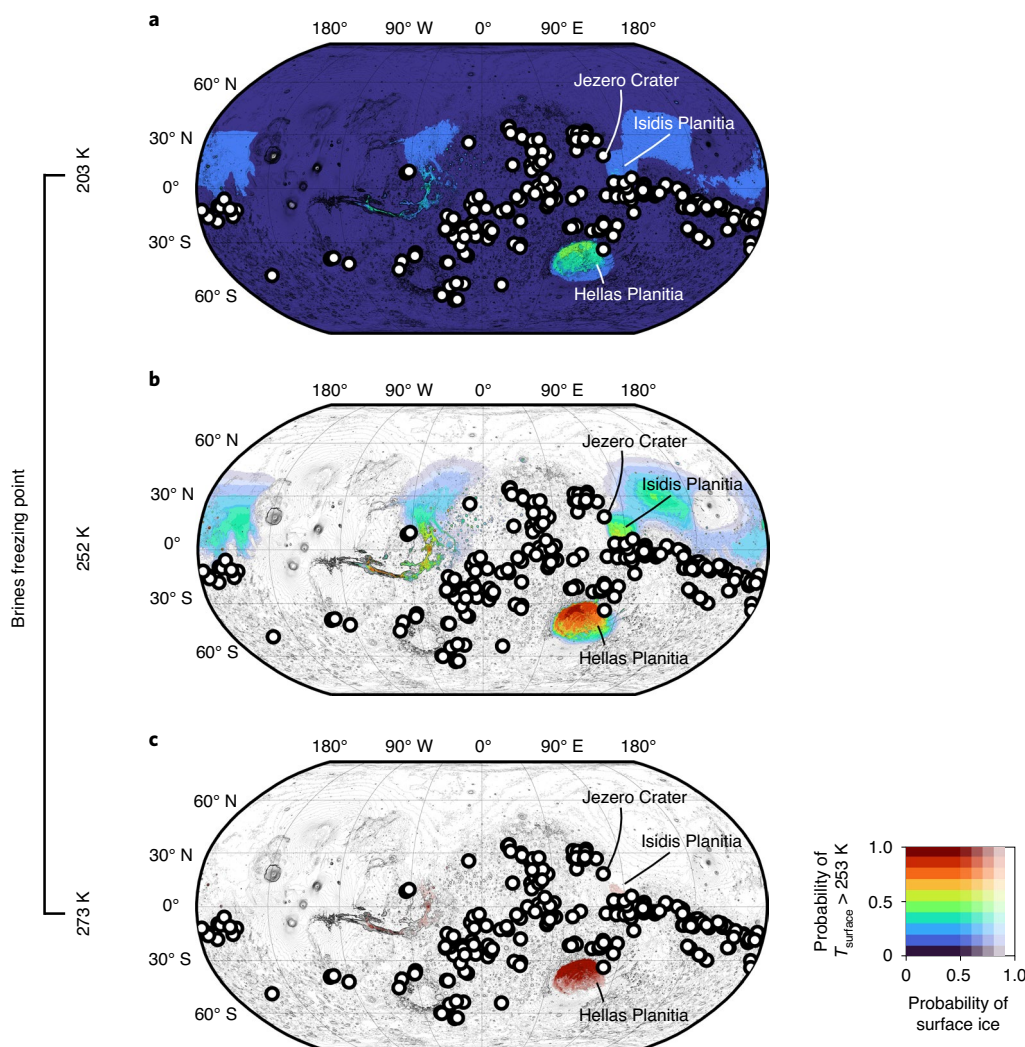 a
180° 90° W 0° 90° E 180°
Jezero Crater
60° N
Isidis Planitia
30° N
0°
30° S
60° S
Hellas Planitia
203 K
b
180° 90° W 0° 90° E 180°
Jezero Crater
60° N
Isidis Planitia
30° N
0°
30° S
60° S
Hellas Planitia
252 K
Brines freezing point
c
180° 90° W 0° 90° E 180°
Jezero Crater
60° N
Isidis Planitia
30° N
0°
30° S
60° S
Hellas Planitia
273 K
Probability of
Tsurface > 253 K
1.0
0.5
0
0 0.5 1.0
Probability of
surface ice